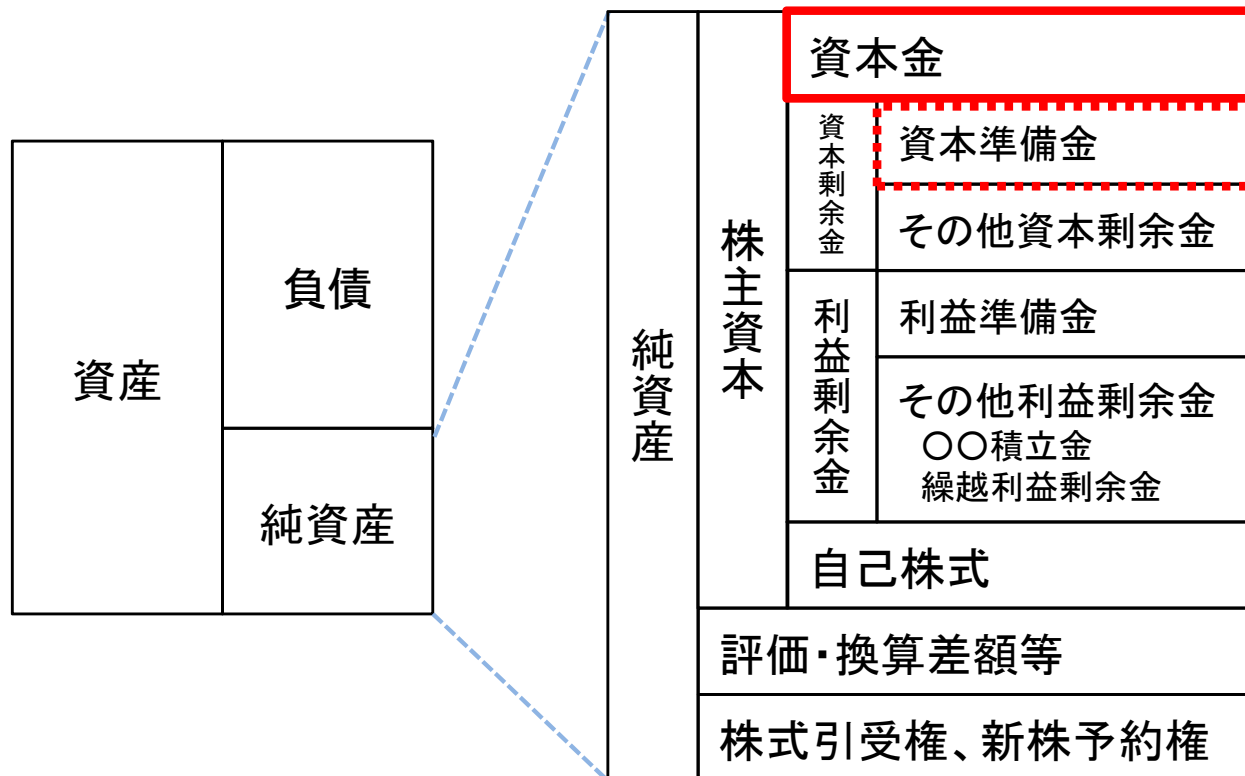 資産
負債
純資産
純資産
株主資本
資本金
資本剰余金
資本準備金
その他資本剰余金
利益剰余金
利益準備金
その他利益剰余金
〇〇積立金
繰越利益剰余金
自己株式
評価・換算差額等
株式引受権、新株予約権